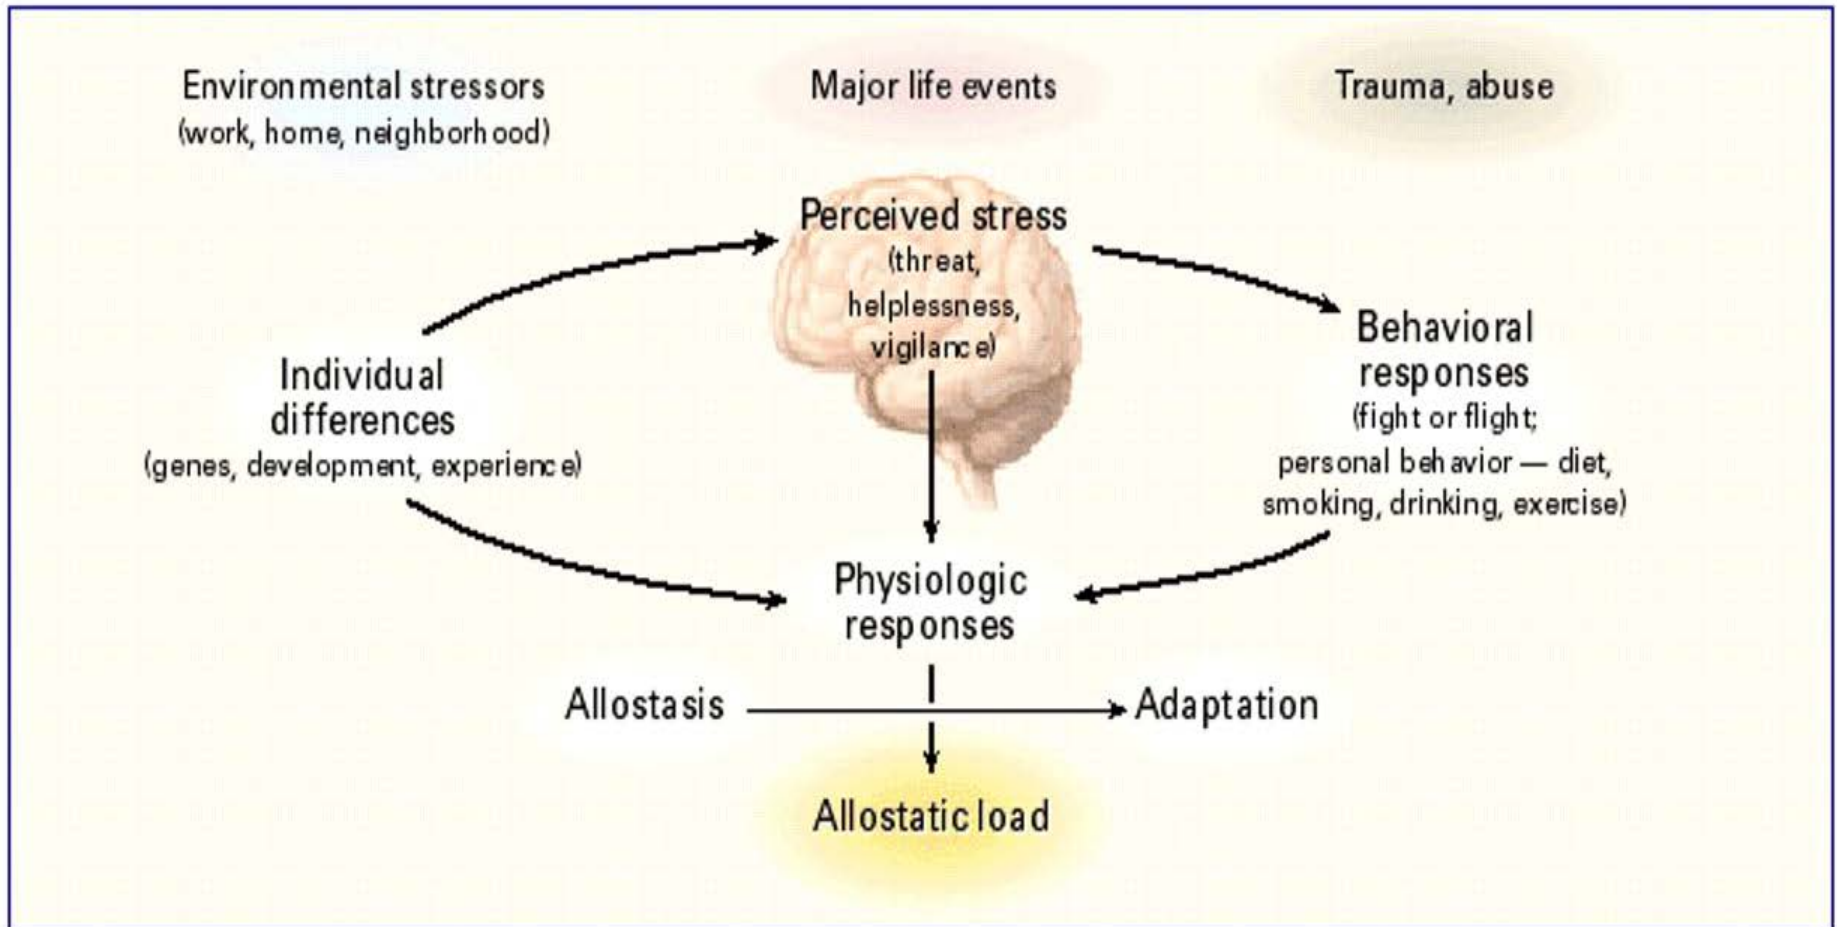 Environmental stressors
(work, home, neighborhood)
Major life events
Trauma, abuse
Perceived stress
(threat,
helplessness,
vigilance)
Individual
differences
(genes, development, experience)
Behavioral
responses
(fight or flight;
personal behavior — diet,
smoking, drinking, exercise)
Physiologic
responses
Allostasis
Adaptation
Allostatic load